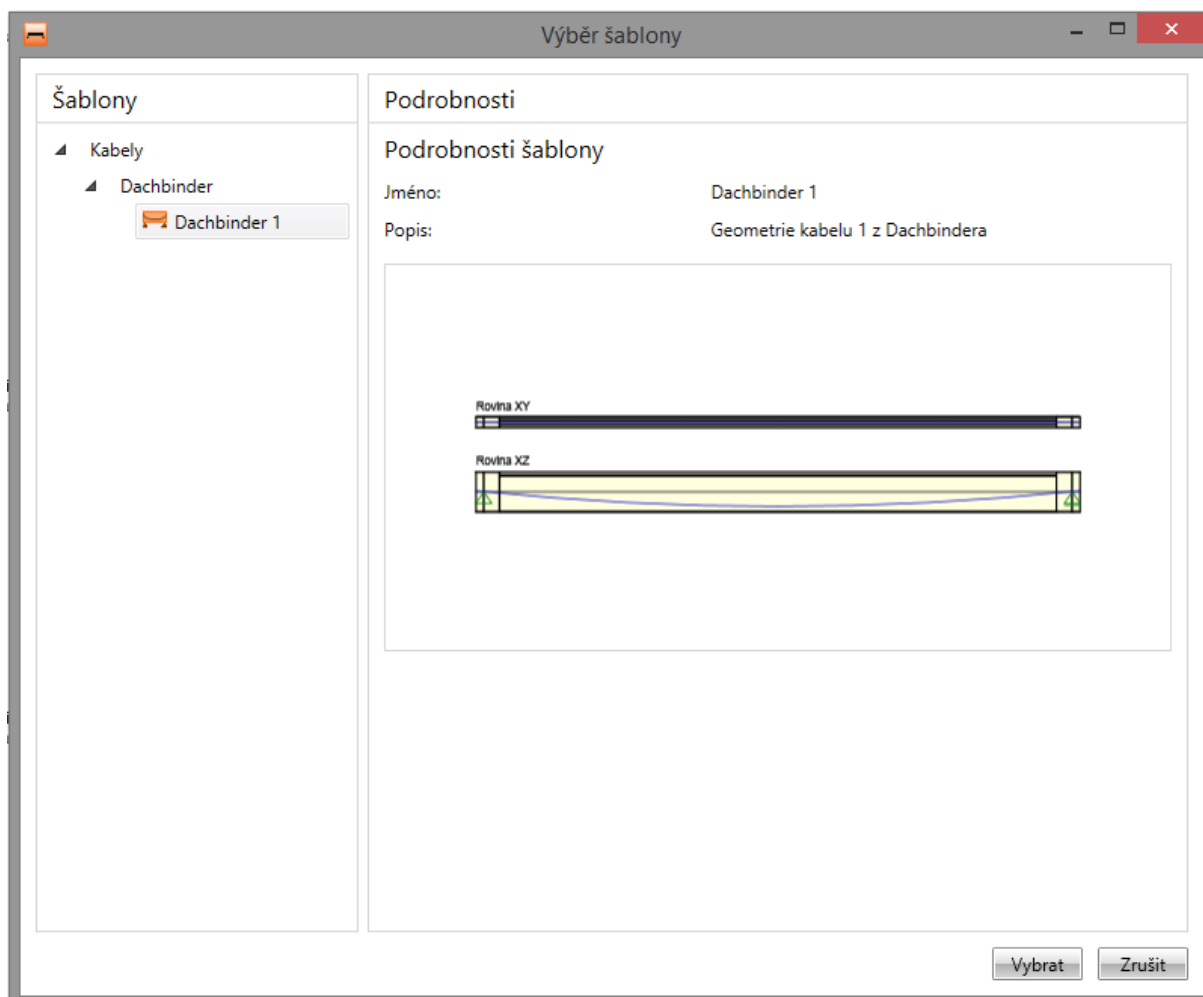 Výběr šablony
Šablony
Kabely
Dachbinder
Dachbinder 1
Podrobnosti
Podrobnosti šablony
Jméno: Dachbinder 1
Popis: Geometrie kabelu 1 z Dachbindera
Rovina XY
Rovina XZ
Vybrat Zrušit